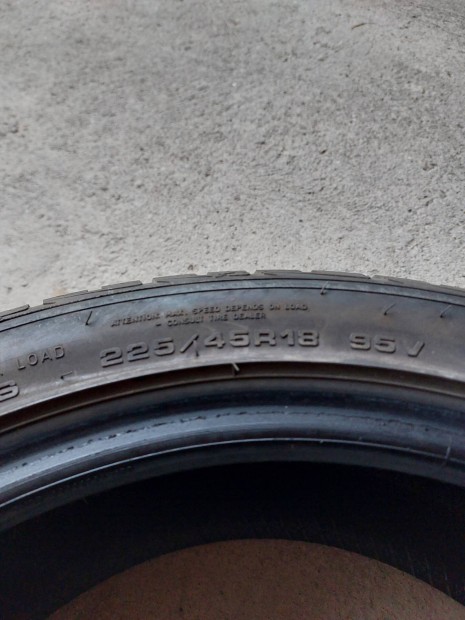 ATTENTION: MAX. SPEED DEPENDS ON LOAD.
CONSULT TIRE DEALER
LOAD
S - 225/45R18 95V